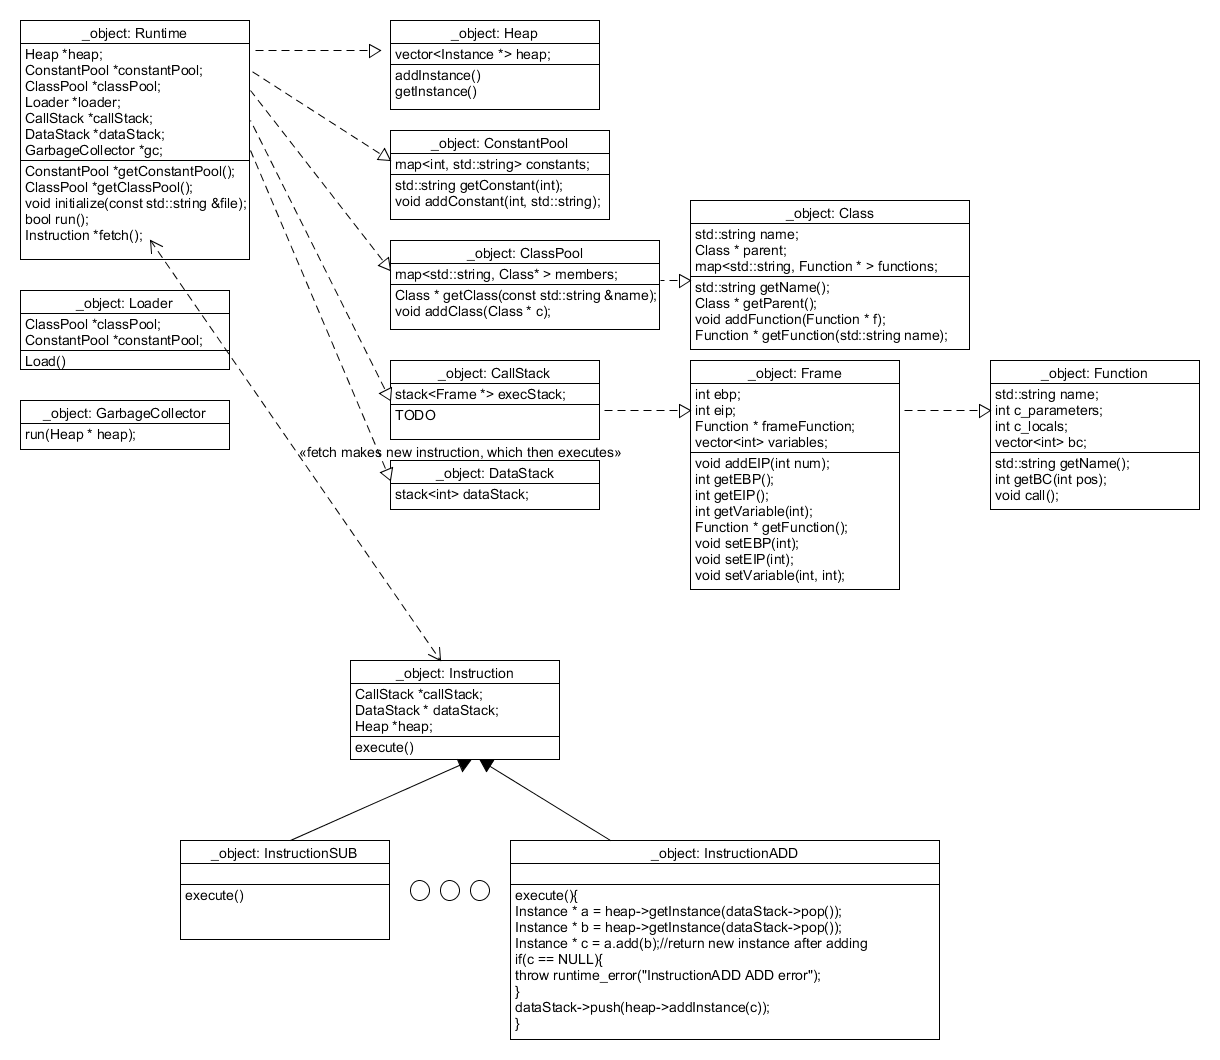 _object: Runtime
Heap *heap;
ConstantPool *constantPool;
ClassPool *classPool;
Loader *loader;
CallStack *callStack;
DataStack *dataStack;
GarbageCollector *gc;
ConstantPool *getConstantPool();
ClassPool *getClassPool();
void initialize(const std::string &file);
bool run();
Instruction *fetch();
_object: Heap
vector<Instance *> heap;
addInstance()
getInstance()
_object: ConstantPool
map<int, std::string> constants;
std::string getConstant(int);
void addConstant(int, std::string);
_object: ClassPool
map<std::string, Class* > members;
Class * getClass(const std::string &name);
void addClass(Class * c);
_object: Class
std::string name;
Class * parent;
map<std::string, Function * > functions;
std::string getName();
Class * getParent();
void addFunction(Function * f);
Function * getFunction(std::string name);
_object: Loader
ClassPool *classPool;
ConstantPool *constantPool;
Load()
_object: GarbageCollector
run(Heap * heap);
_object: CallStack
stack<Frame *> execStack;
TODO
«fetch makes new instruction, which then executes»
_object: DataStack
stack<int> dataStack;
_object: Frame
int ebp;
int eip;
Function * frameFunction;
vector<int> variables;
void addEIP(int num);
int getEBP();
int getEIP();
int getVariable(int);
Function * getFunction();
void setEBP(int);
void setEIP(int);
void setVariable(int, int);
_object: Function
std::string name;
int c_parameters;
int c_locals;
vector<int> bc;
std::string getName();
int getBC(int pos);
void call();
_object: Instruction
CallStack *callStack;
DataStack * dataStack;
Heap *heap;
execute()
_object: InstructionSUB
execute()
_object: InstructionADD
execute(){
Instance * a = heap->getInstance(dataStack->pop());
Instance * b = heap->getInstance(dataStack->pop());
Instance * c = a.add(b);//return new instance after adding
if(c == NULL){
throw runtime_error("InstructionADD ADD error");
}
dataStack->push(heap->addInstance(c));
}